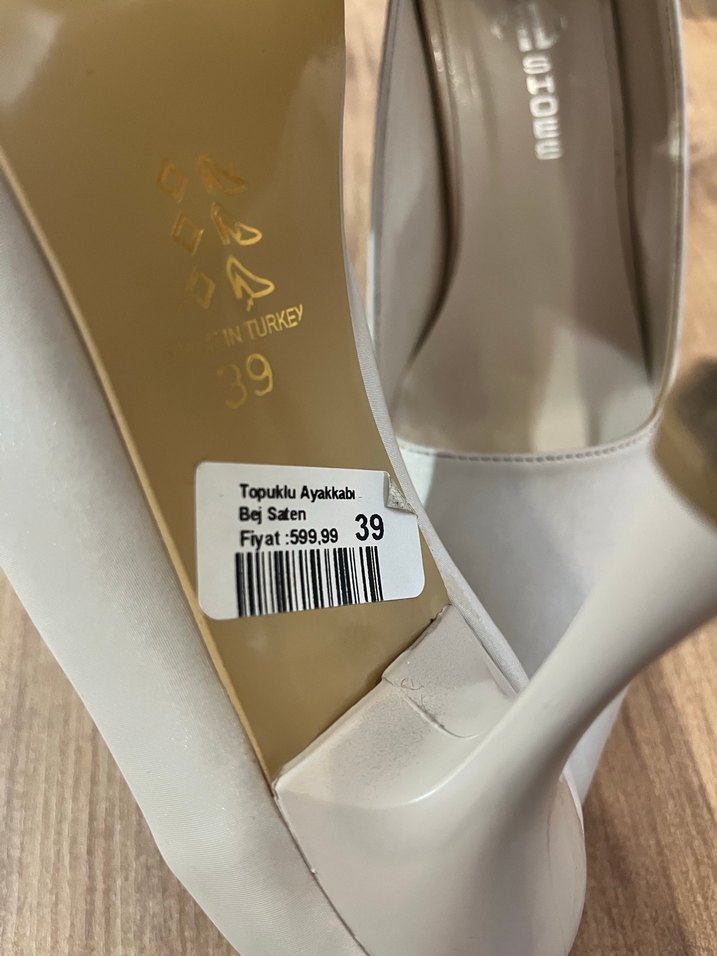 SHOES
IN TURKEY
39
Topuklu Ayakkabı
Bej Saten
Fiyat :599,99 39